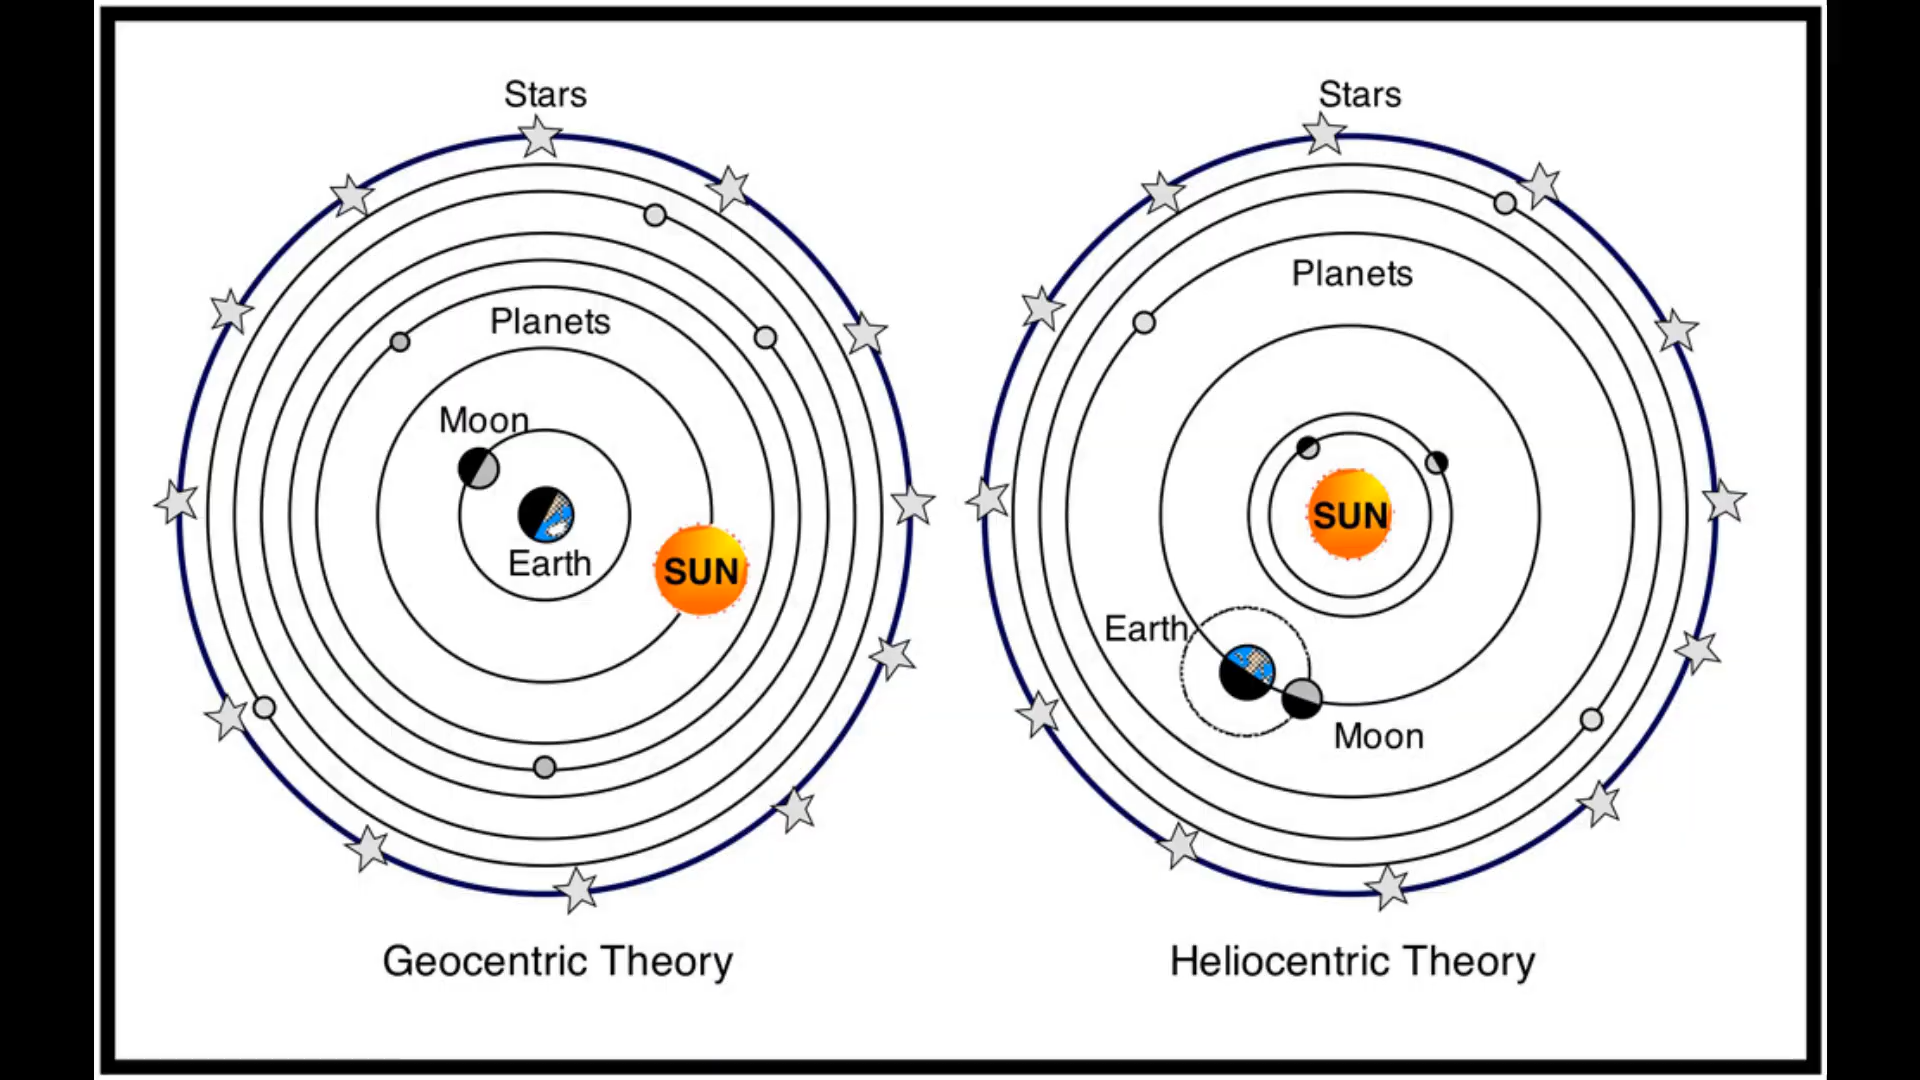 Stars
Planets
Moon
Earth
SUN
Geocentric Theory
Stars
Planets
SUN
Earth
Moon
Heliocentric Theory